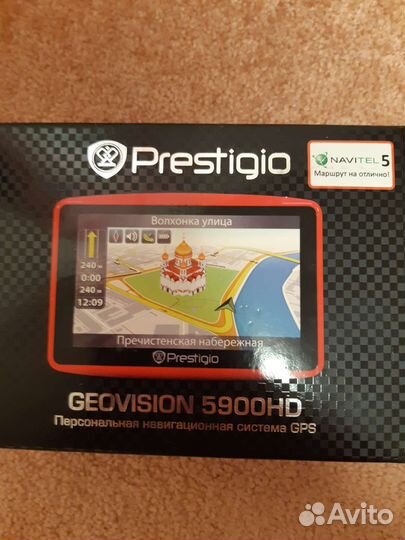 Prestigio
NAVITEL 5
Маршрут на отлично!
Волхонка улица
240 м
0:00
240 м
12:09
Пречистенская набережная
Prestigio
GEOVISION 5900HD
Персональная навигационная система GPS
Avito